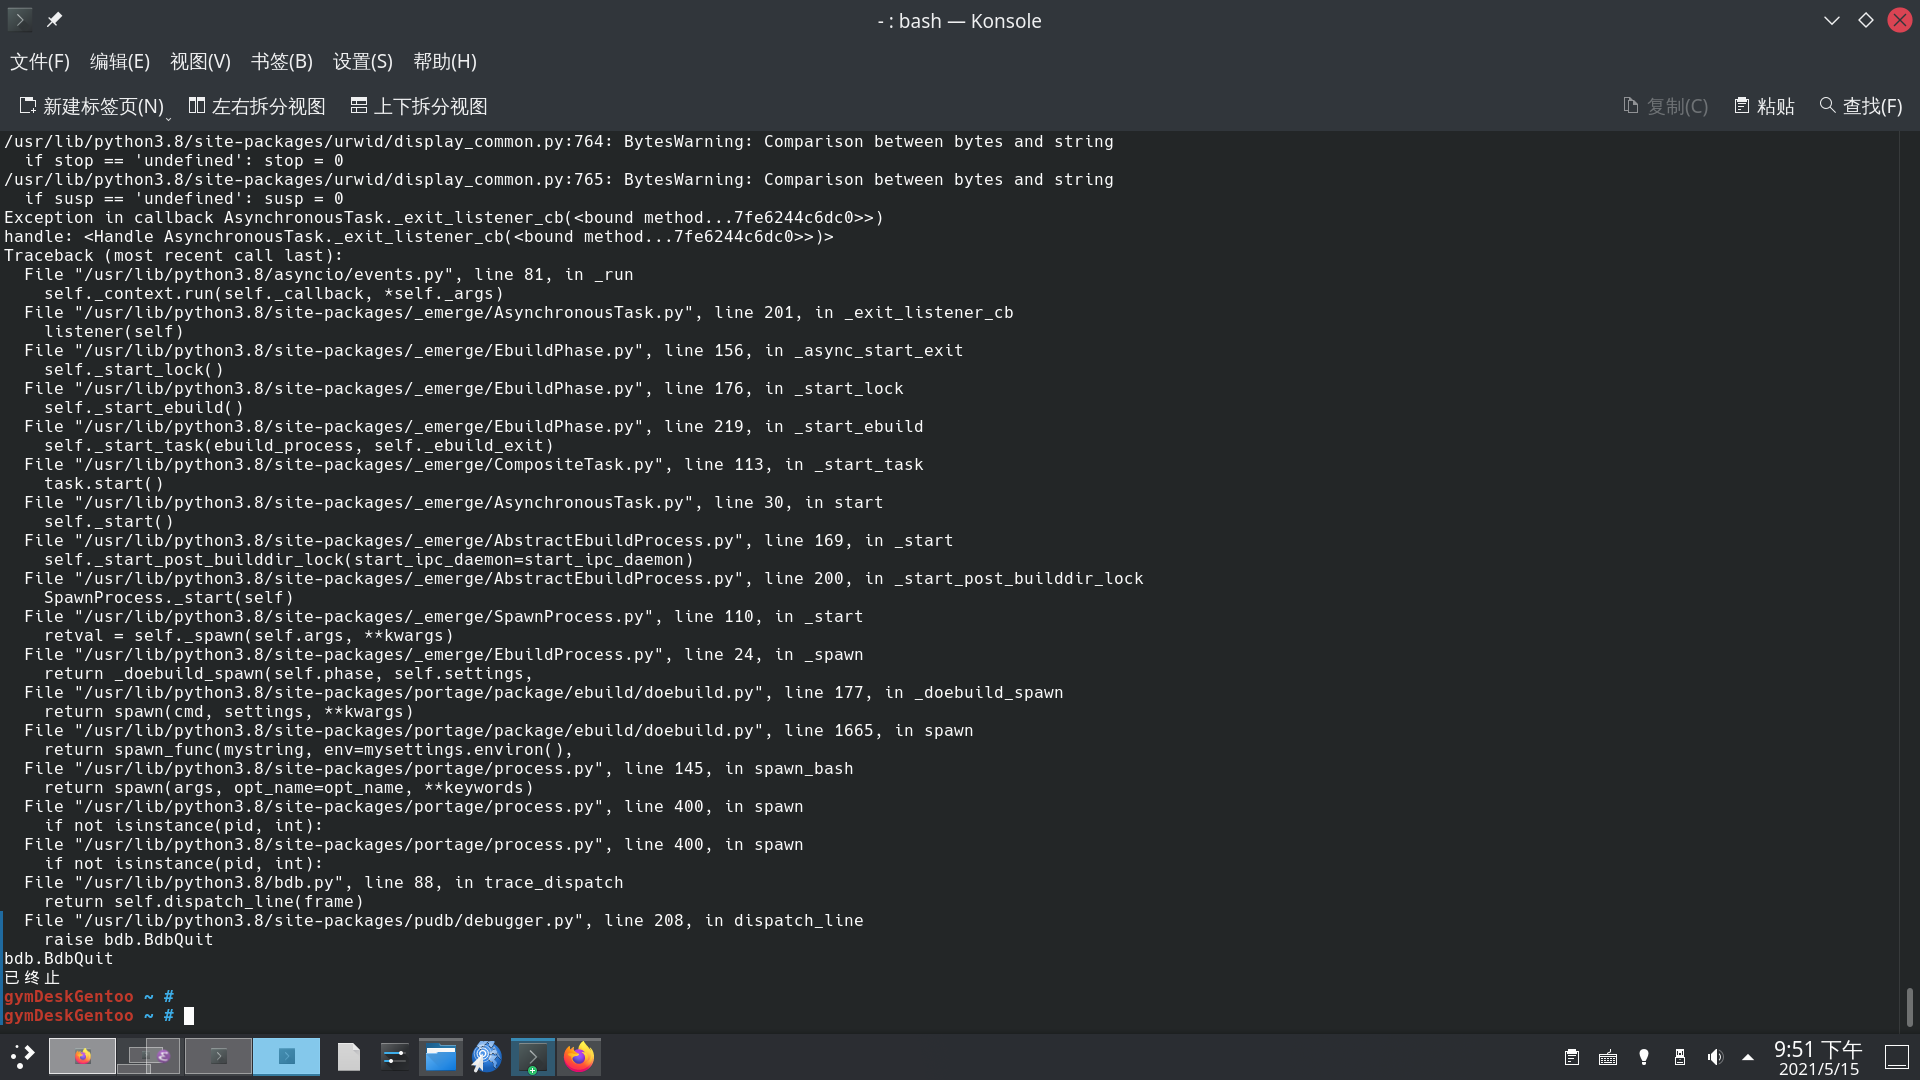 - : bash — Konsole
文件(F) 编辑(E) 视图(V) 书签(B) 设置(S) 帮助(H)
新建标签页(N) 左右拆分视图 上下拆分视图 复制(C) 粘贴 查找(F)
/usr/lib/python3.8/site-packages/urwid/display_common.py:764: BytesWarning: Comparison between bytes and string
  if stop == 'undefined': stop = 0
/usr/lib/python3.8/site-packages/urwid/display_common.py:765: BytesWarning: Comparison between bytes and string
  if susp == 'undefined': susp = 0
Exception in callback AsynchronousTask._exit_listener_cb(<bound method...7fe6244c6dc0>>)
handle: <Handle AsynchronousTask._exit_listener_cb(<bound method...7fe6244c6dc0>>)>
Traceback (most recent call last):
  File "/usr/lib/python3.8/asyncio/events.py", line 81, in _run
    self._context.run(self._callback, *self._args)
  File "/usr/lib/python3.8/site-packages/_emerge/AsynchronousTask.py", line 201, in _exit_listener_cb
    listener(self)
  File "/usr/lib/python3.8/site-packages/_emerge/EbuildPhase.py", line 156, in _async_start_exit
    self._start_lock()
  File "/usr/lib/python3.8/site-packages/_emerge/EbuildPhase.py", line 176, in _start_lock
    self._start_ebuild()
  File "/usr/lib/python3.8/site-packages/_emerge/EbuildPhase.py", line 219, in _start_ebuild
    self._start_task(ebuild_process, self._ebuild_exit)
  File "/usr/lib/python3.8/site-packages/_emerge/CompositeTask.py", line 113, in _start_task
    task.start()
  File "/usr/lib/python3.8/site-packages/_emerge/AsynchronousTask.py", line 30, in start
    self._start()
  File "/usr/lib/python3.8/site-packages/_emerge/AbstractEbuildProcess.py", line 169, in _start
    self._start_post_builddir_lock(start_ipc_daemon=start_ipc_daemon)
  File "/usr/lib/python3.8/site-packages/_emerge/AbstractEbuildProcess.py", line 200, in _start_post_builddir_lock
    SpawnProcess._start(self)
  File "/usr/lib/python3.8/site-packages/_emerge/SpawnProcess.py", line 110, in _start
    retval = self._spawn(self.args, **kwargs)
  File "/usr/lib/python3.8/site-packages/_emerge/EbuildProcess.py", line 24, in _spawn
    return _doebuild_spawn(self.phase, self.settings,
  File "/usr/lib/python3.8/site-packages/portage/package/ebuild/doebuild.py", line 177, in _doebuild_spawn
    return spawn(cmd, settings, **kwargs)
  File "/usr/lib/python3.8/site-packages/portage/package/ebuild/doebuild.py", line 1665, in spawn
    return spawn_func(mystring, env=mysettings.environ(),
  File "/usr/lib/python3.8/site-packages/portage/process.py", line 145, in spawn_bash
    return spawn(args, opt_name=opt_name, **keywords)
  File "/usr/lib/python3.8/site-packages/portage/process.py", line 400, in spawn
    if not isinstance(pid, int):
  File "/usr/lib/python3.8/site-packages/portage/process.py", line 400, in spawn
    if not isinstance(pid, int):
  File "/usr/lib/python3.8/bdb.py", line 88, in trace_dispatch
    return self.dispatch_line(frame)
  File "/usr/lib/python3.8/site-packages/pudb/debugger.py", line 208, in dispatch_line
    raise bdb.BdbQuit
bdb.BdbQuit
已终止
gymDeskGentoo ~ #
gymDeskGentoo ~ #
9:51 下午
2021/5/15